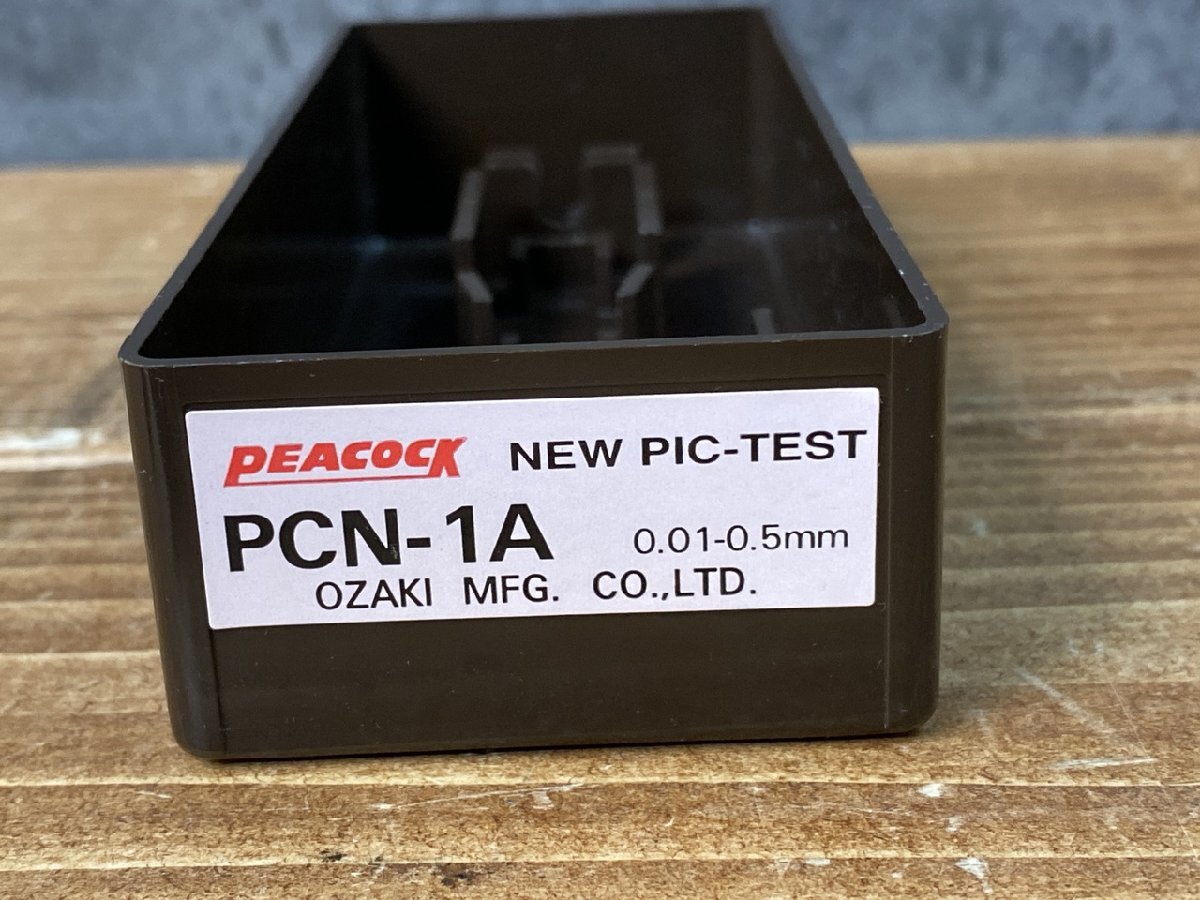 PEACOCK NEW PIC-TEST
PCN-1A 0.01-0.5mm
OZAKI MFG. CO.,LTD.